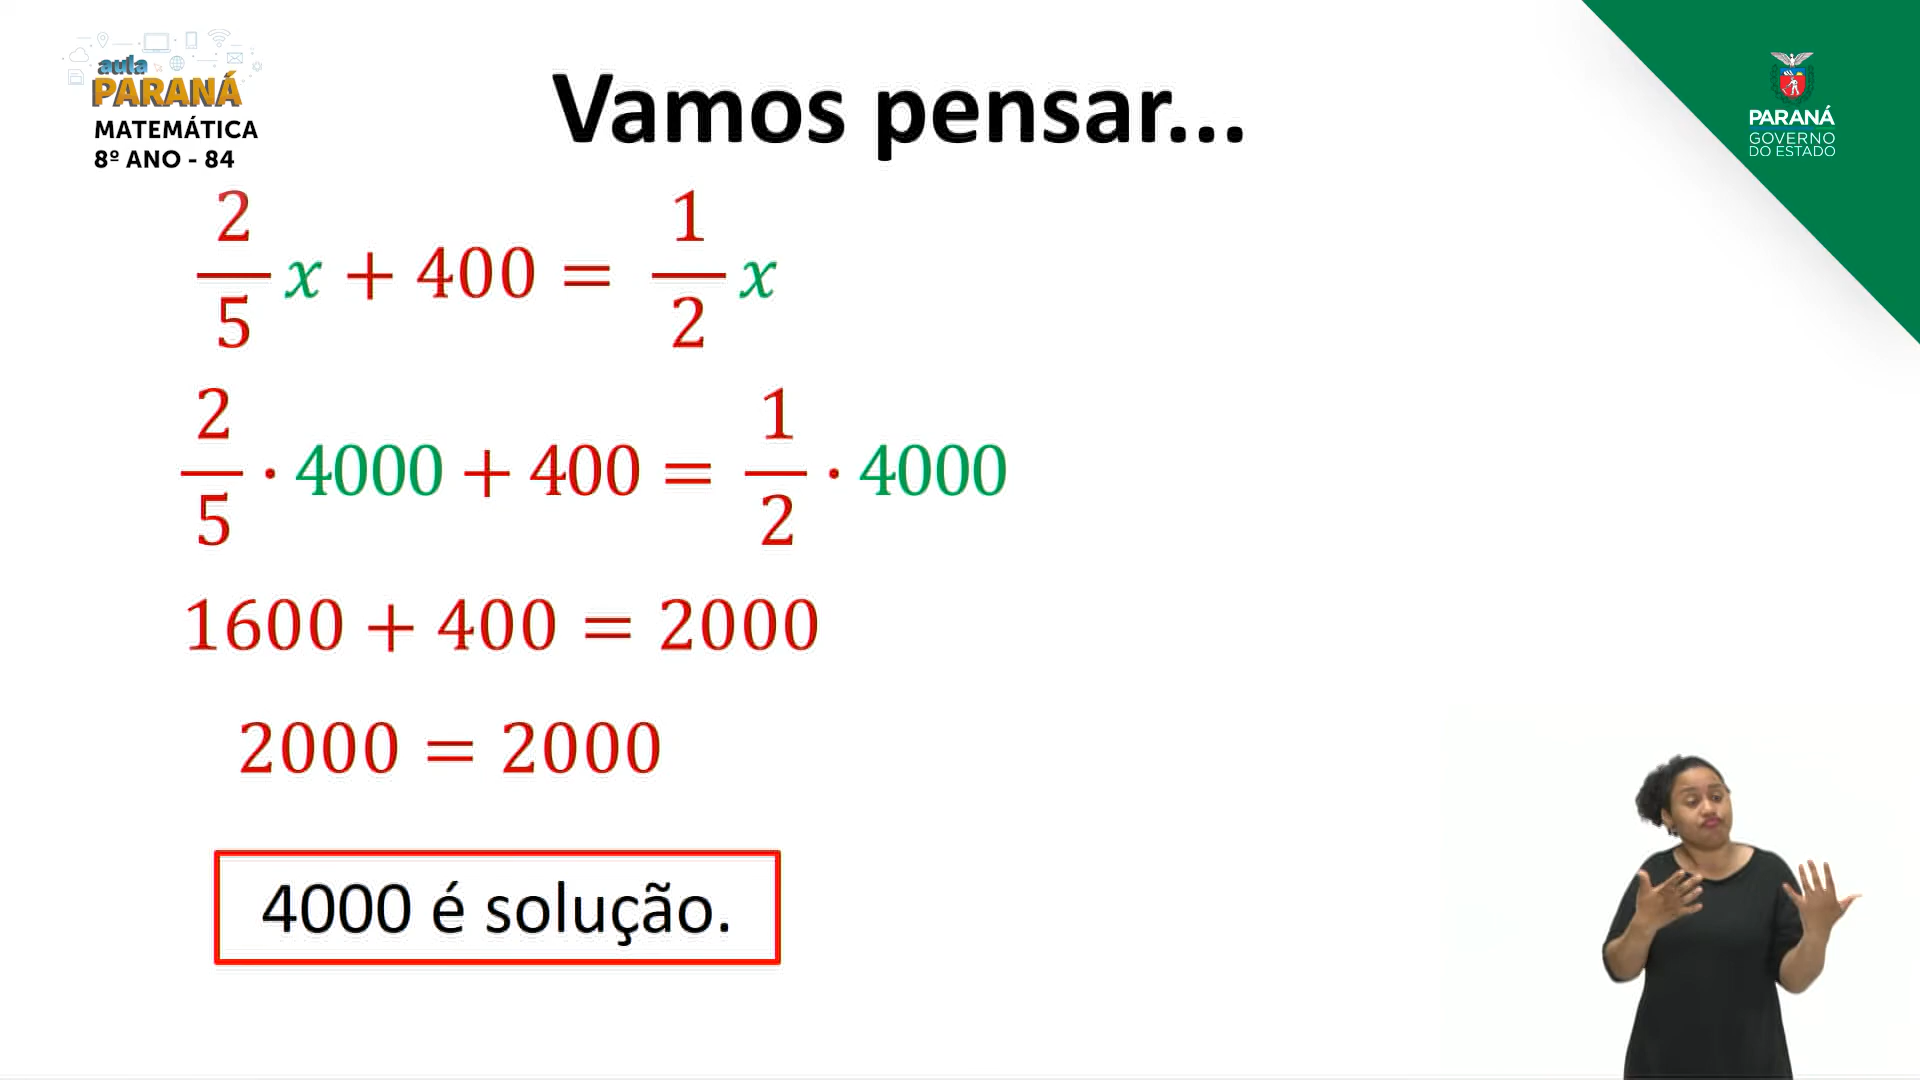 aula
PARANÁ
MATEMÁTICA
8º ANO - 84
Vamos pensar...
PARANÁ
GOVERNO
DO ESTADO
2/5 x + 400 = 1/2 x
2/5 · 4000 + 400 = 1/2 · 4000
1600 + 400 = 2000
2000 = 2000
4000 é solução.